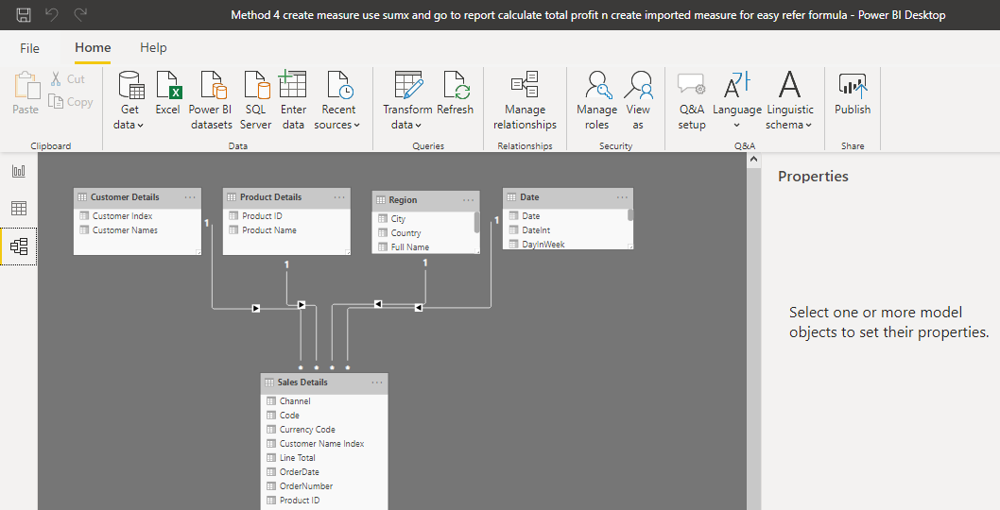 Method 4 create measure use sumx and go to report calculate total profit n create imported measure for easy refer formula - Power BI Desktop
File Home Help
Paste
Cut
Copy
Clipboard
Get data
Excel
Power BI datasets
SQL Server
Enter data
Recent sources
Data
Transform data
Refresh
Queries
Manage relationships
Relationships
Manage roles
View as
Security
Q&A setup
Language
Linguistic schema
Q&A
Publish
Share
Customer Details
Customer Index
Customer Names
1
Product Details
Product ID
Product Name
1
Region
City
Country
Full Name
1
Date
Date
DateInt
DayInWeek
1
* * * *
Sales Details
Channel
Code
Currency Code
Customer Name Index
Line Total
OrderDate
OrderNumber
Product ID
Properties
Select one or more model
objects to set their properties.